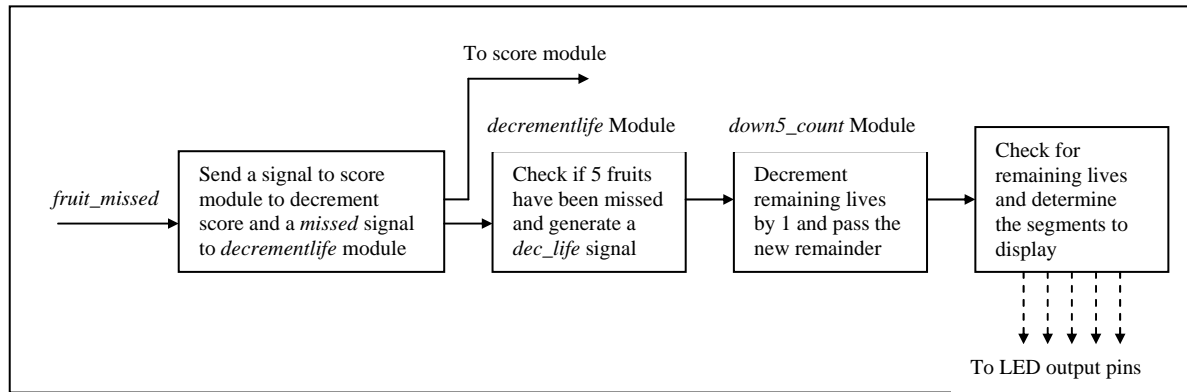 To score module
decrementlife Module
down5_count Module
fruit_missed
Send a signal to score
module to decrement
score and a missed signal
to decrementlife module
Check if 5 fruits
have been missed
and generate a
dec_life signal
Decrement
remaining lives
by 1 and pass the
new remainder
Check for
remaining lives
and determine
the segments to
display
To LED output pins